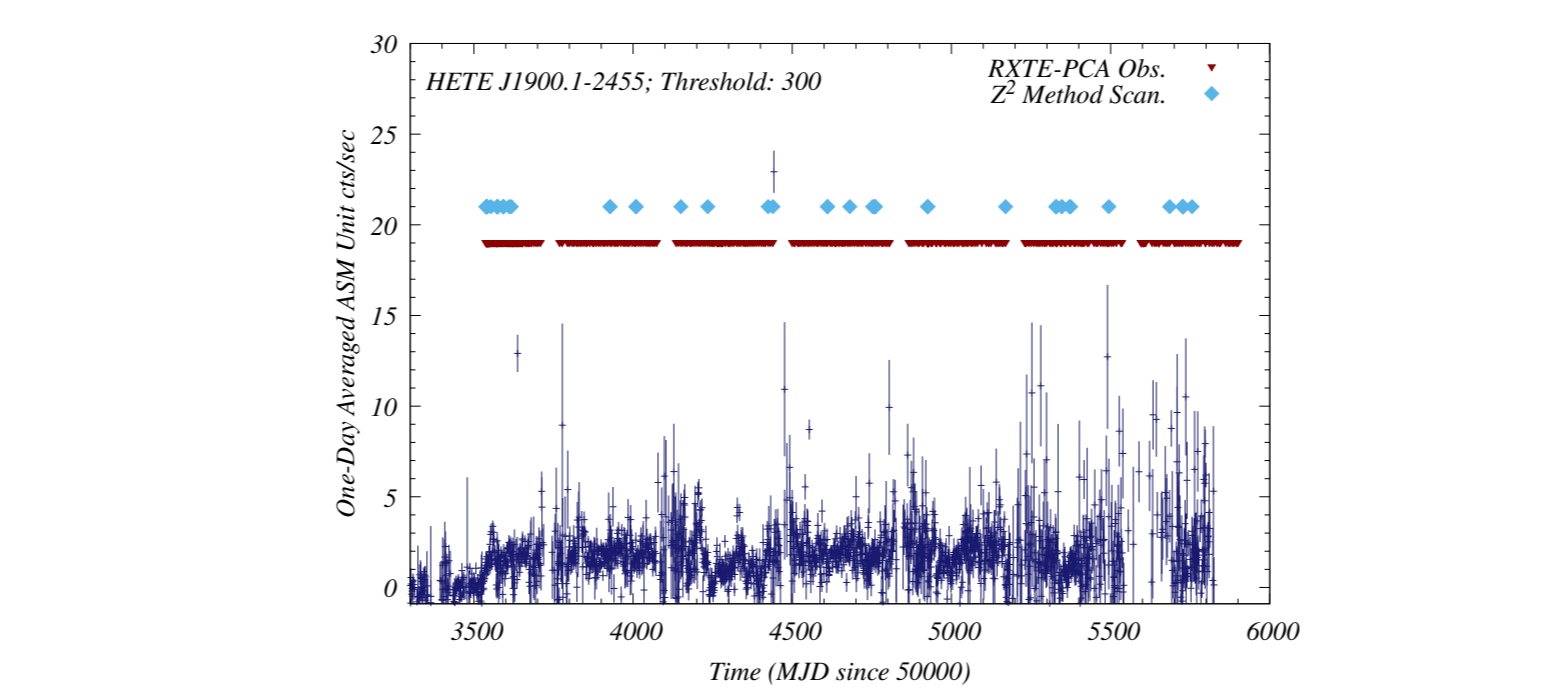 HETE J1900.1-2455; Threshold: 300
RXTE-PCA Obs.
Z² Method Scan.
One-Day Averaged ASM Unit cts/sec
30
25
20
15
10
5
0
3500 4000 4500 5000 5500 6000
Time (MJD since 50000)